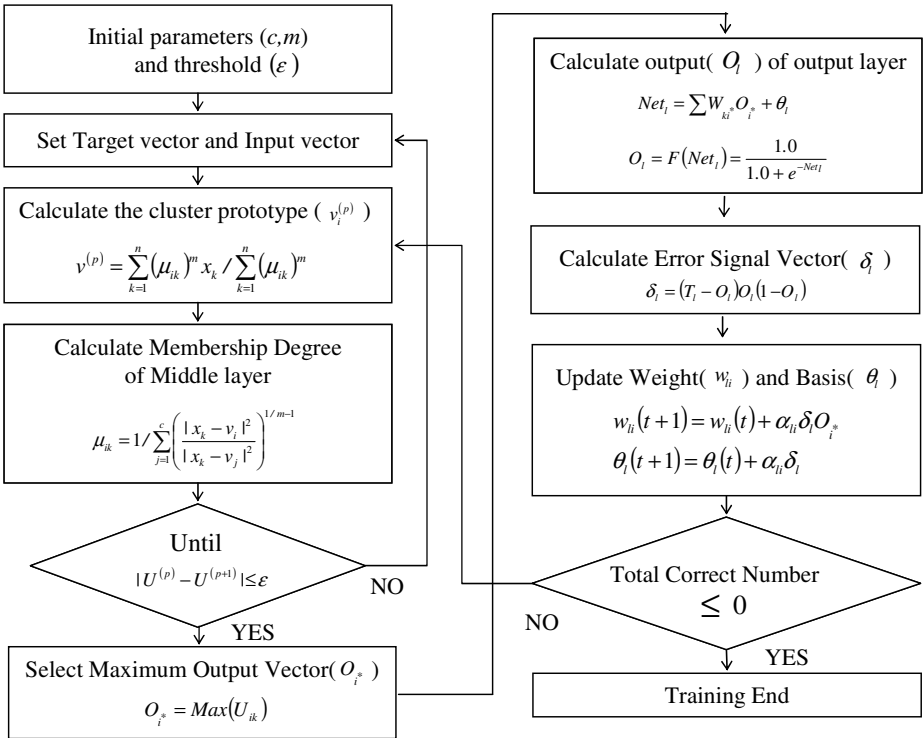 Initial parameters (c,m)
and threshold (ε)
Set Target vector and Input vector
Calculate the cluster prototype ( v_i^(p) )
v^(p) = ∑_{k=1}^{n} (μ_ik)^m x_k / ∑_{k=1}^{n} (μ_ik)^m
Calculate Membership Degree
of Middle layer
μ_ik = 1/ ∑_{j=1}^{c} ( | x_k − v_i |^2 / | x_k − v_j |^2 )^{1/m−1}
Until
| U^(p) − U^(p+1) | ≤ ε
NO
YES
Select Maximum Output Vector( O_i* )
O_i* = Max(U_ik)
Calculate output( O_l ) of output layer
Net_l = ∑ W_ki* O_i* + θ_l
O_l = F(Net_l) = 1.0 / 1.0 + e^{−Net_l}
Calculate Error Signal Vector( δ_l )
δ_l = (T_l − O_l)O_l(1−O_l)
Update Weight( w_li ) and Basis( θ_l )
w_li(t+1) = w_li(t) + α_li δ_l O_i*
θ_l(t+1) = θ_l(t) + α_li δ_l
Total Correct Number
≤ 0
NO
YES
Training End